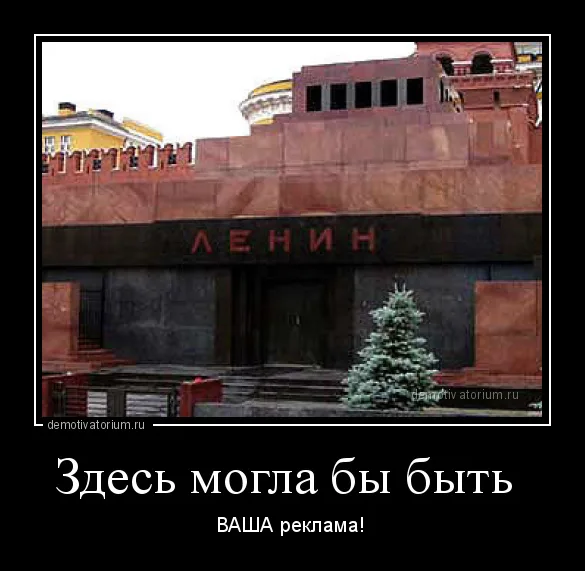 ЛЕНИН
demotivatorium.ru
demotivatorium.ru
Здесь могла бы быть
ВАША реклама!